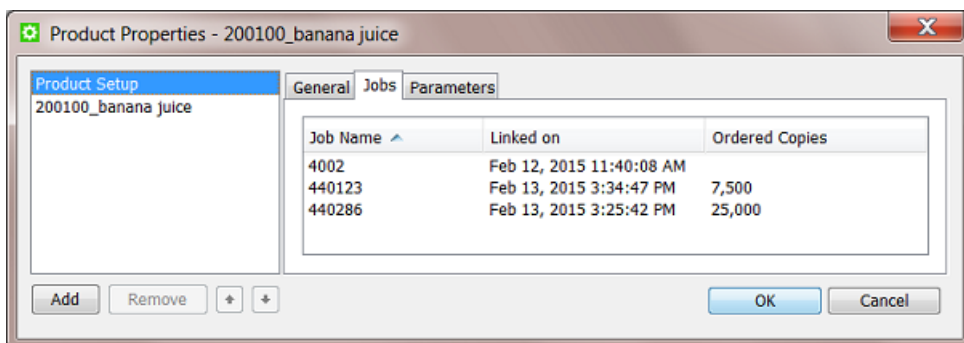 Product Properties - 200100_banana juice
Product Setup
200100_banana juice
General Jobs Parameters
Job Name Linked on Ordered Copies
4002 Feb 12, 2015 11:40:08 AM
440123 Feb 13, 2015 3:34:47 PM 7,500
440286 Feb 13, 2015 3:25:42 PM 25,000
Add Remove OK Cancel